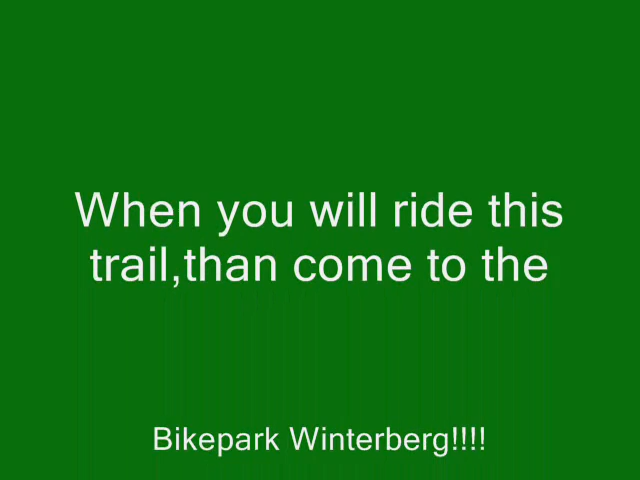 When you will ride this
trail,than come to the
Bikepark Winterberg!!!!